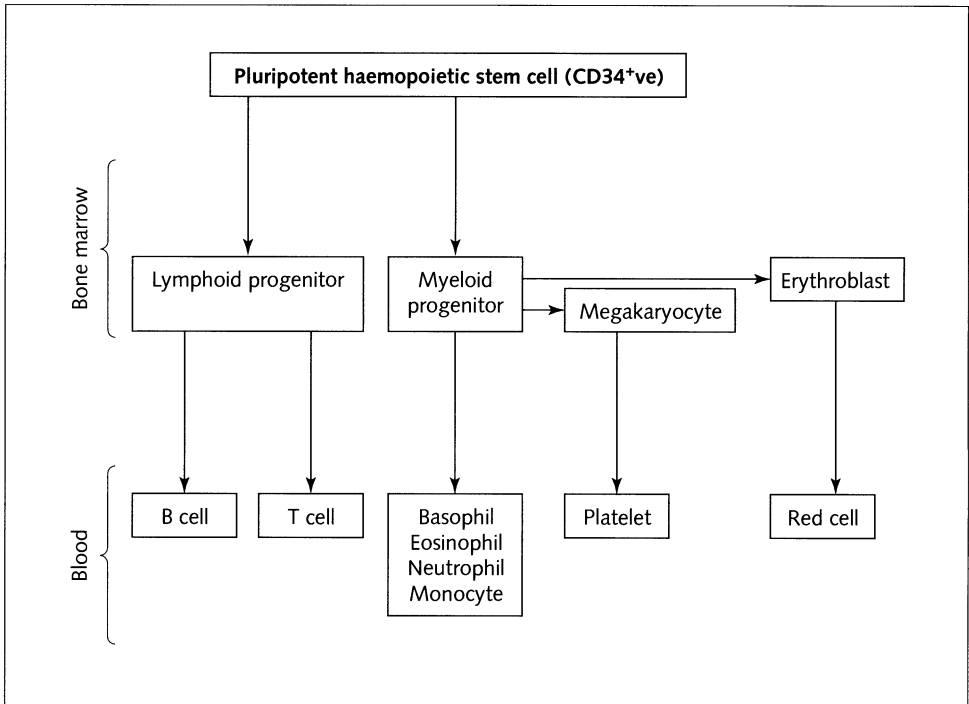 Pluripotent haemopoietic stem cell (CD34⁺ve)
Bone marrow
Lymphoid progenitor
Myeloid
progenitor
Erythroblast
Megakaryocyte
Blood
B cell
T cell
Basophil
Eosinophil
Neutrophil
Monocyte
Platelet
Red cell